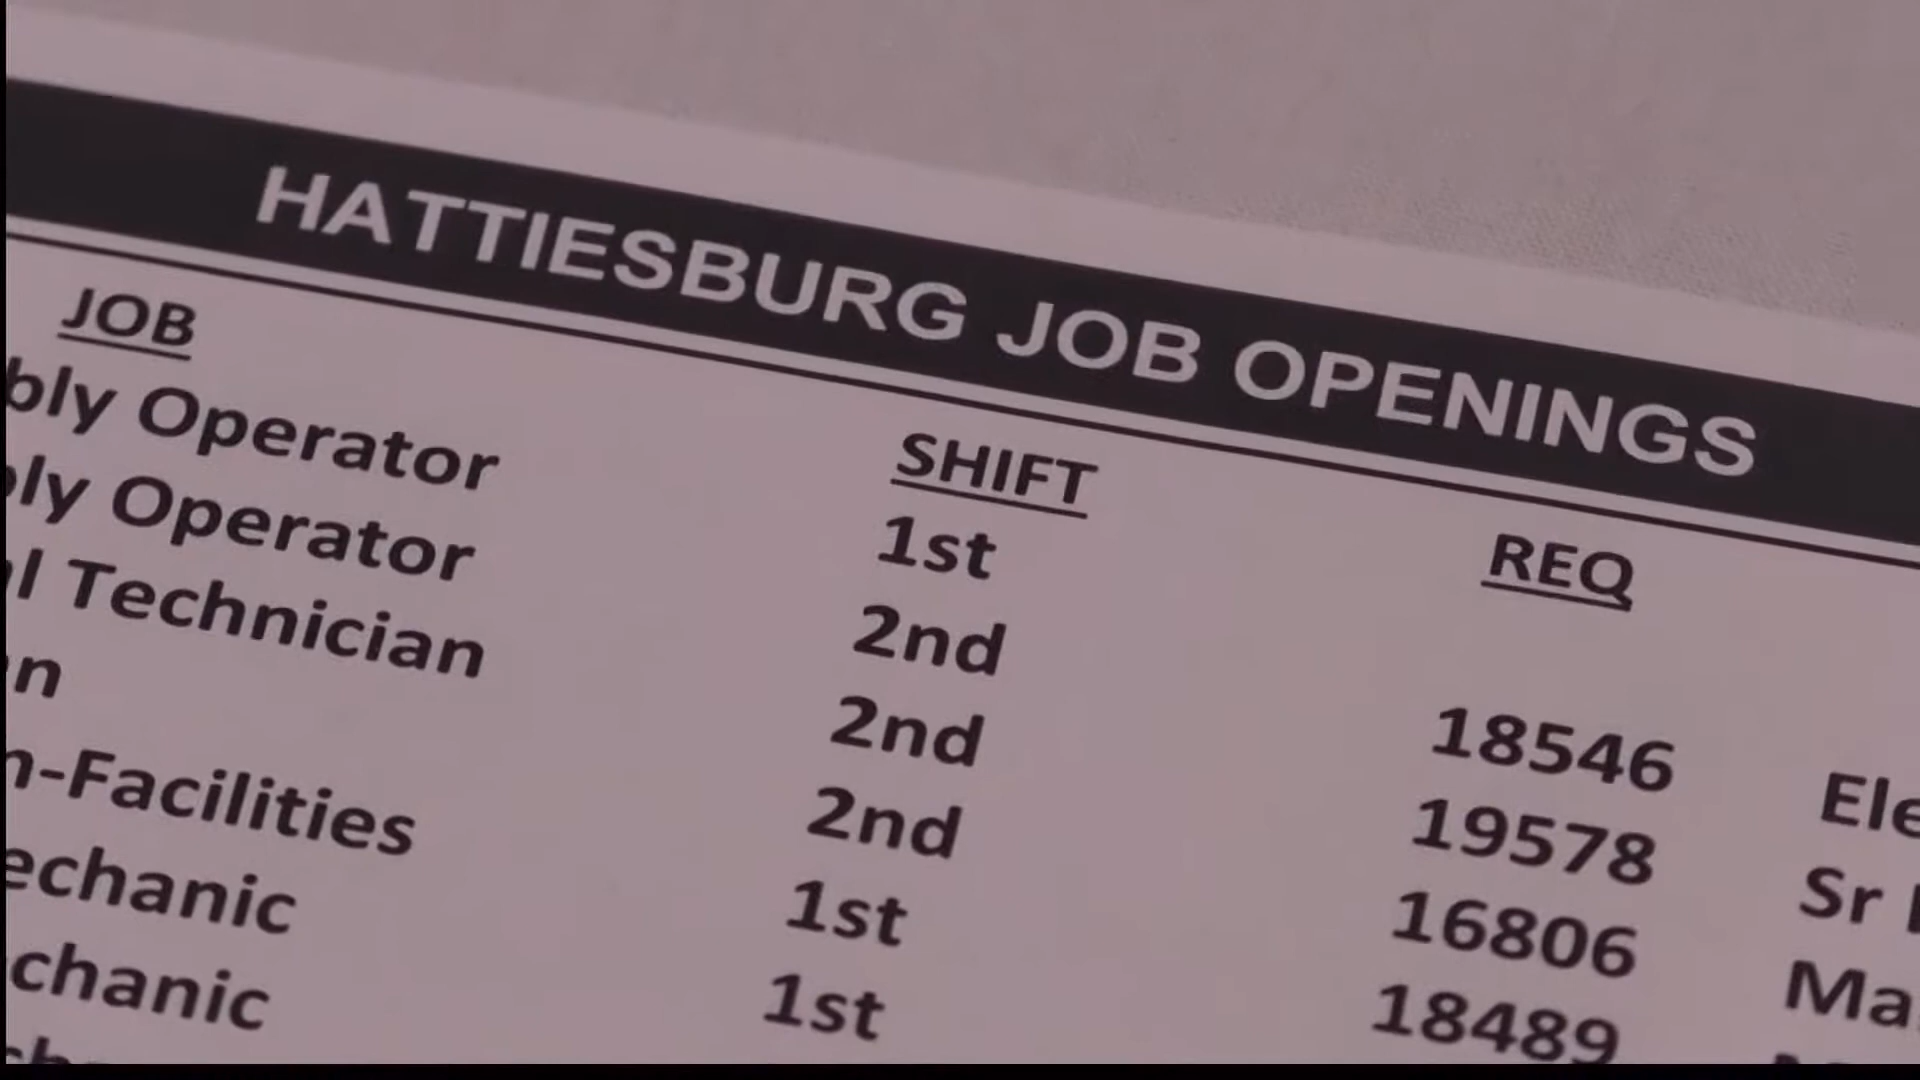 HATTIESBURG JOB OPENINGS
JOB SHIFT REQ
bly Operator 1st
ly Operator 2nd 18546 Ele
l Technician 2nd 19578 Sr
n 2nd 16806 Ma
n-Facilities 1st 18489
echanic 1st
chanic